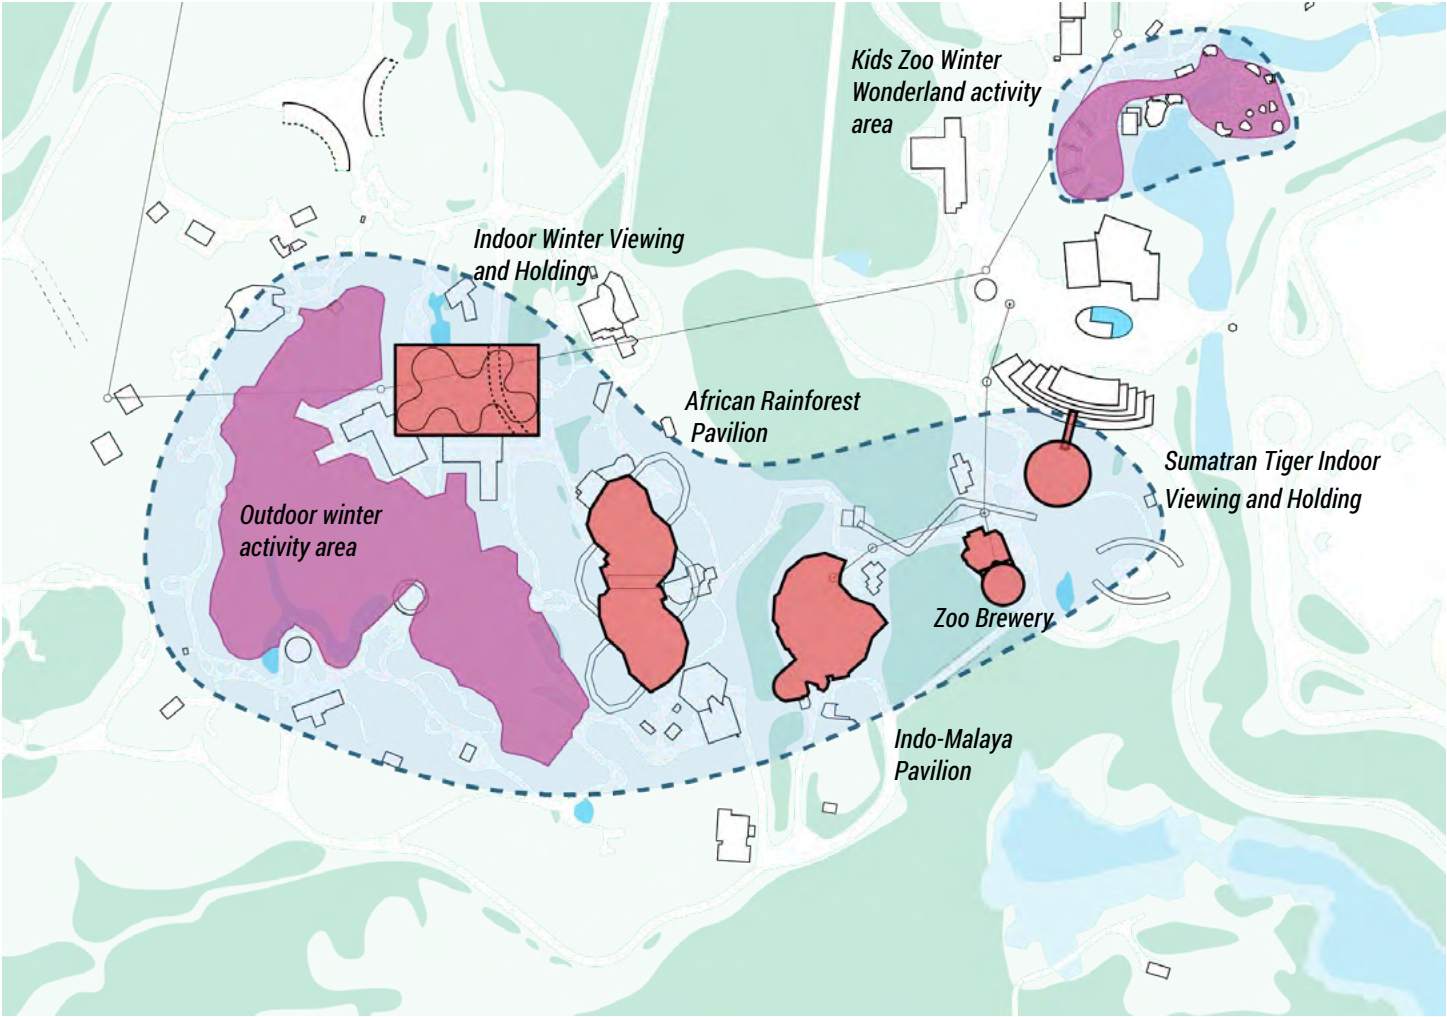 Kids Zoo Winter
Wonderland activity
area
Indoor Winter Viewing
and Holding
African Rainforest
Pavilion
Sumatran Tiger Indoor
Viewing and Holding
Outdoor winter
activity area
Zoo Brewery
Indo-Malaya
Pavilion